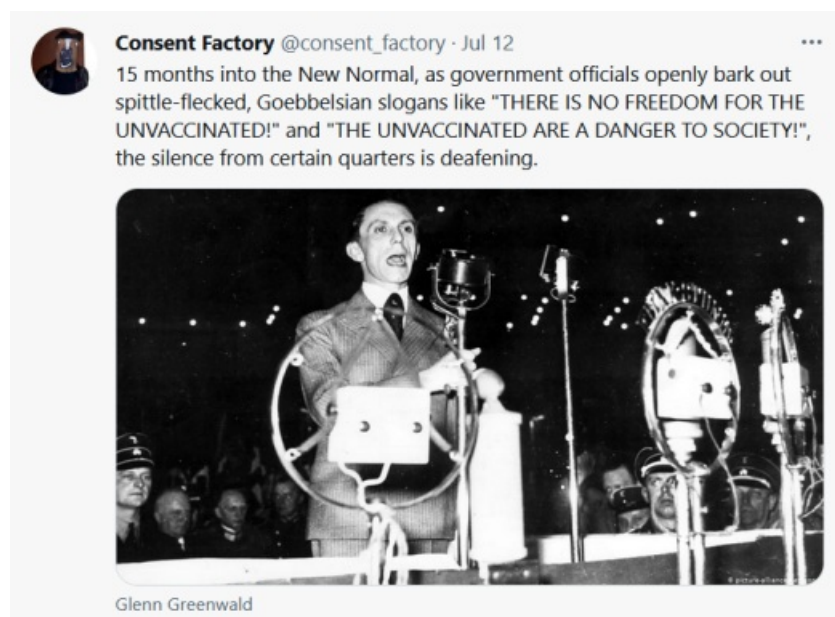 Consent Factory @consent_factory · Jul 12
15 months into the New Normal, as government officials openly bark out
spittle-flecked, Goebbelsian slogans like "THERE IS NO FREEDOM FOR THE
UNVACCINATED!" and "THE UNVACCINATED ARE A DANGER TO SOCIETY!",
the silence from certain quarters is deafening.
Glenn Greenwald